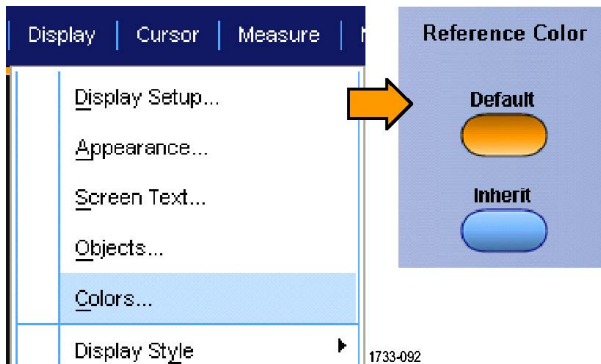 Display Cursor Measure
Display Setup...
Appearance...
Screen Text...
Objects...
Colors...
Display Style
Reference Color
Default
Inherit
1733-092